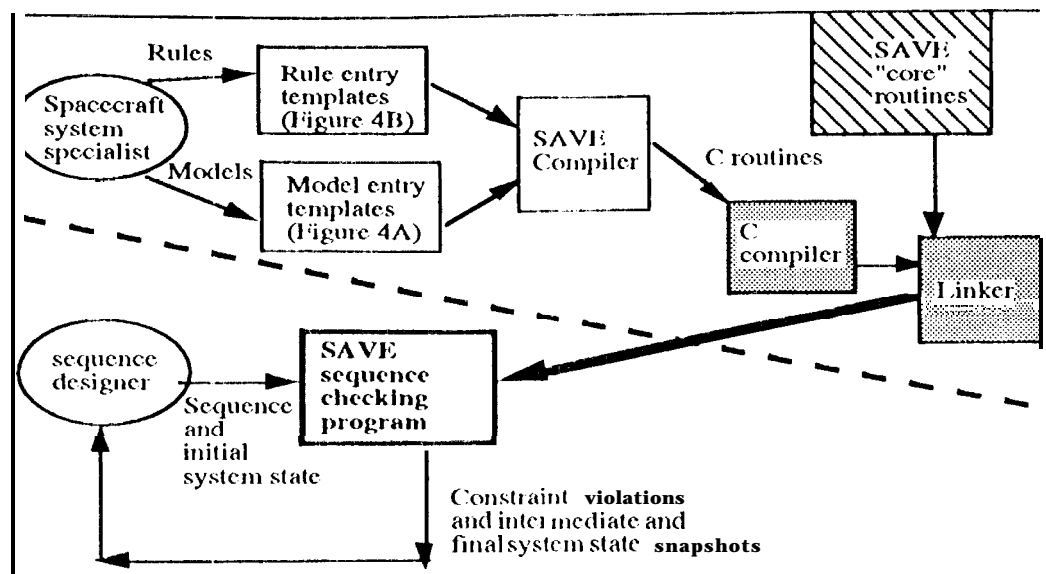 Rules
Spacecraft
system
specialist
Models
Rule entry
templates
(Figure 4B)
Model entry
templates
(Figure 4A)
SAVE
Compiler
C routines
SAVE
"core"
routines
C
compiler
Linker
sequence
designer
Sequence
and
initial
system state
SAVE
sequence
checking
program
Constraint violations
and intermediate and
final system state snapshots